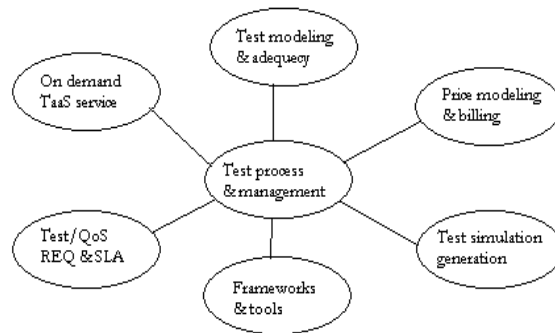 Test modeling
& adequecy
On demand
TaaS service
Price modeling
& billing
Test process
& management
Test/QoS
REQ & SLA
Test simulation
generation
Frameworks
& tools